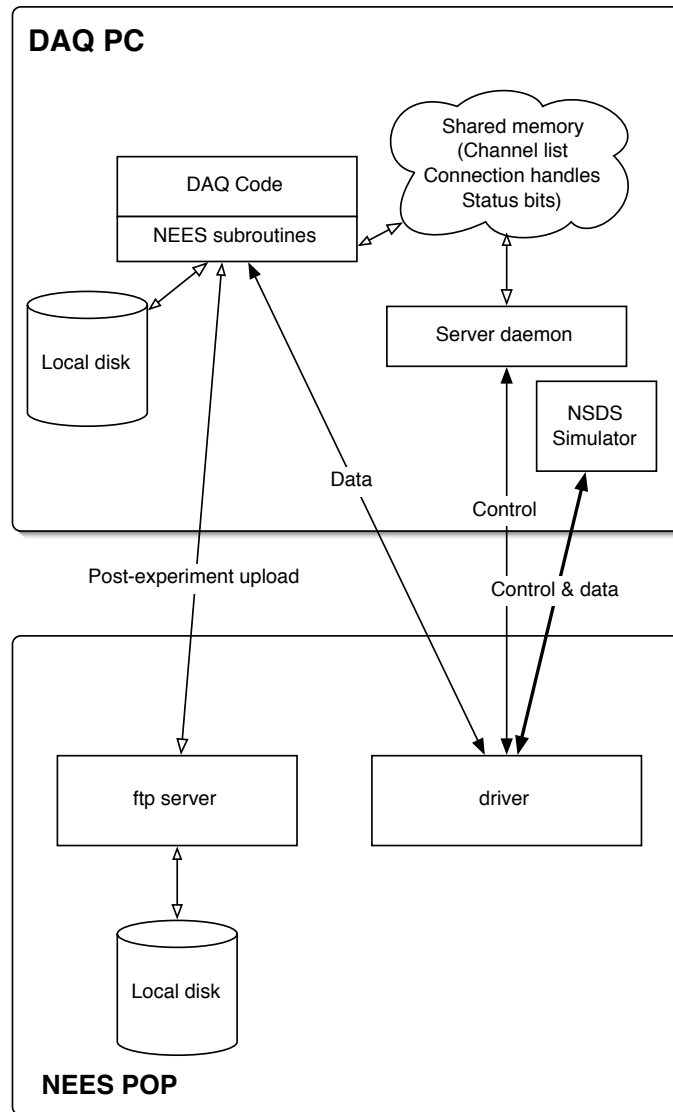 DAQ PC
Shared memory
(Channel list
Connection handles
Status bits)
DAQ Code
NEES subroutines
Server daemon
Local disk
NSDS
Simulator
Data
Control
Post-experiment upload
Control & data
ftp server
driver
Local disk
NEES POP